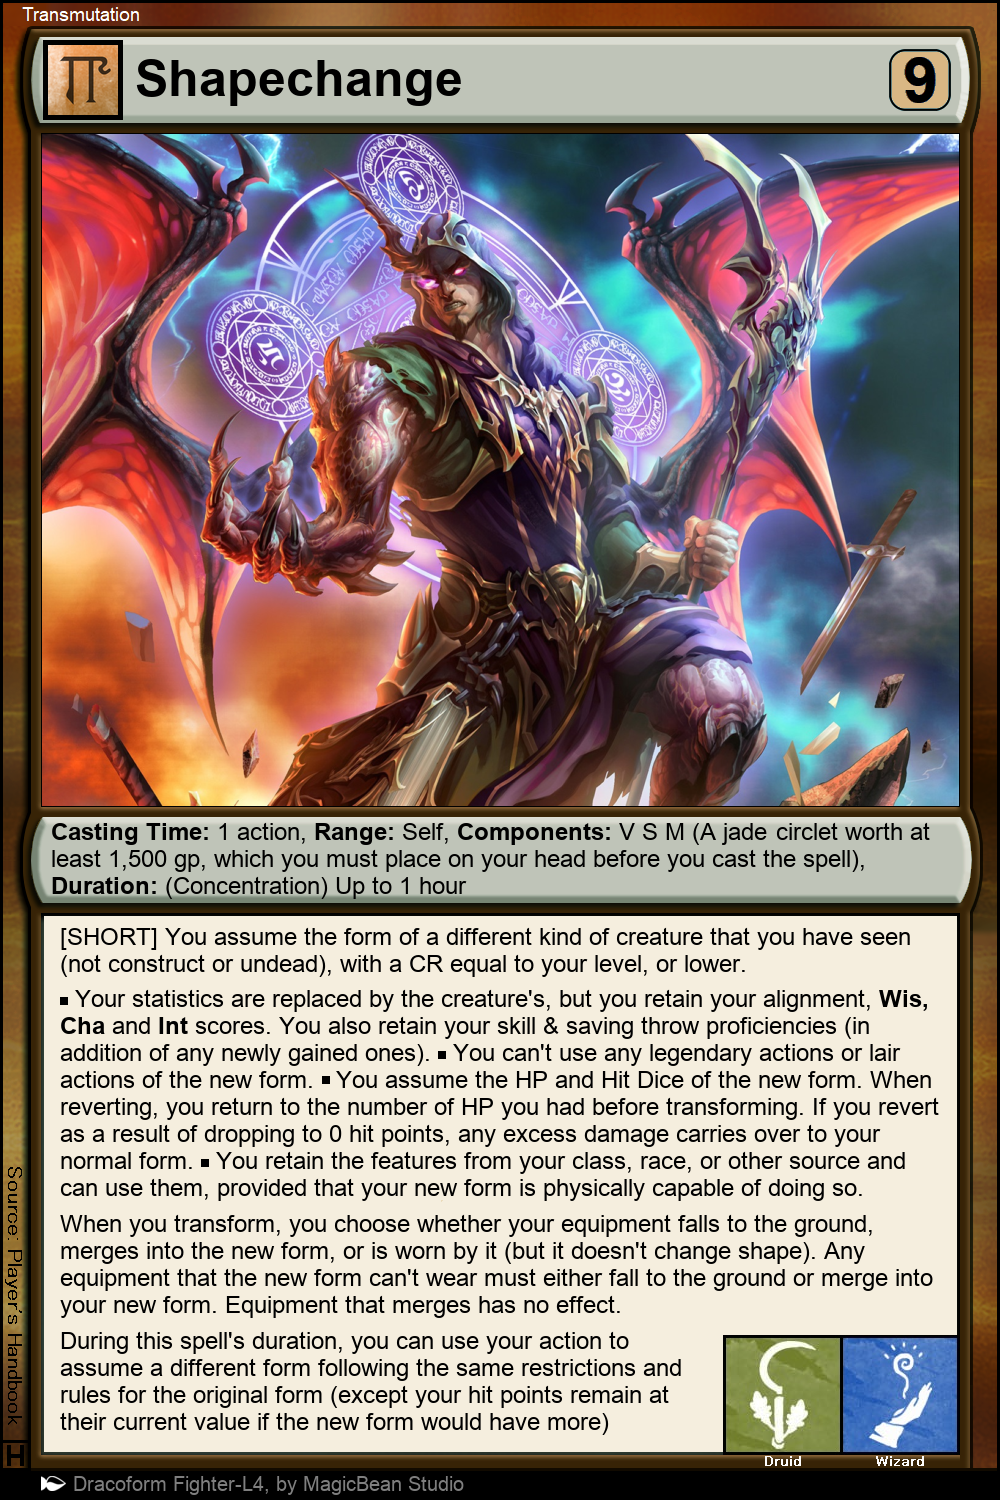 Transmutation
Shapechange
9
Casting Time: 1 action, Range: Self, Components: V S M (A jade circlet worth at
least 1,500 gp, which you must place on your head before you cast the spell),
Duration: (Concentration) Up to 1 hour
[SHORT] You assume the form of a different kind of creature that you have seen
(not construct or undead), with a CR equal to your level, or lower.
▪ Your statistics are replaced by the creature's, but you retain your alignment, Wis,
Cha and Int scores. You also retain your skill & saving throw proficiencies (in
addition of any newly gained ones). ▪ You can't use any legendary actions or lair
actions of the new form. ▪ You assume the HP and Hit Dice of the new form. When
reverting, you return to the number of HP you had before transforming. If you revert
as a result of dropping to 0 hit points, any excess damage carries over to your
normal form. ▪ You retain the features from your class, race, or other source and
can use them, provided that your new form is physically capable of doing so.
When you transform, you choose whether your equipment falls to the ground,
merges into the new form, or is worn by it (but it doesn't change shape). Any
equipment that the new form can't wear must either fall to the ground or merge into
your new form. Equipment that merges has no effect.
During this spell's duration, you can use your action to
assume a different form following the same restrictions and
rules for the original form (except your hit points remain at
their current value if the new form would have more)
Druid
Wizard
Source: Player's Handbook
H
Dracoform Fighter-L4, by MagicBean Studio